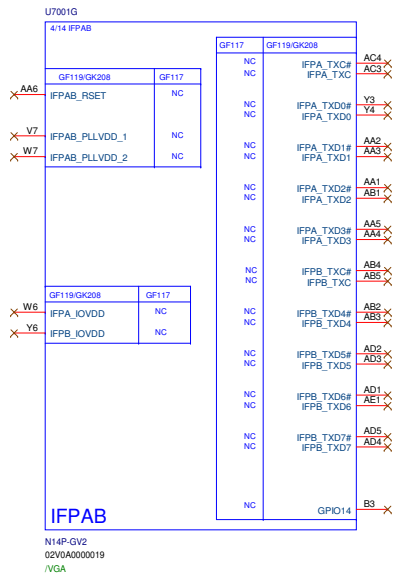 U7001G
4/14 IFPAB
GF117 GF119/GK208
NC IFPA_TXC# AC4
NC IFPA_TXC AC3
GF119/GK208 GF117
AA6 IFPAB_RSET NC
NC IFPA_TXD0# Y3
NC IFPA_TXD0 Y4
V7 IFPAB_PLLVDD_1 NC
W7 IFPAB_PLLVDD_2 NC
NC IFPA_TXD1# AA2
NC IFPA_TXD1 AA3
NC IFPA_TXD2# AA1
NC IFPA_TXD2 AB1
NC IFPA_TXD3# AA5
NC IFPA_TXD3 AA4
NC IFPB_TXC# AB4
NC IFPB_TXC AB5
GF119/GK208 GF117
W6 IFPA_IOVDD NC
Y6 IFPB_IOVDD NC
NC IFPB_TXD4# AB2
NC IFPB_TXD4 AB3
NC IFPB_TXD5# AD2
NC IFPB_TXD5 AD3
NC IFPB_TXD6# AD1
NC IFPB_TXD6 AE1
NC IFPB_TXD7# AD5
NC IFPB_TXD7 AD4
NC GPIO14 B3
IFPAB
N14P-GV2
02V0A0000019
/VGA